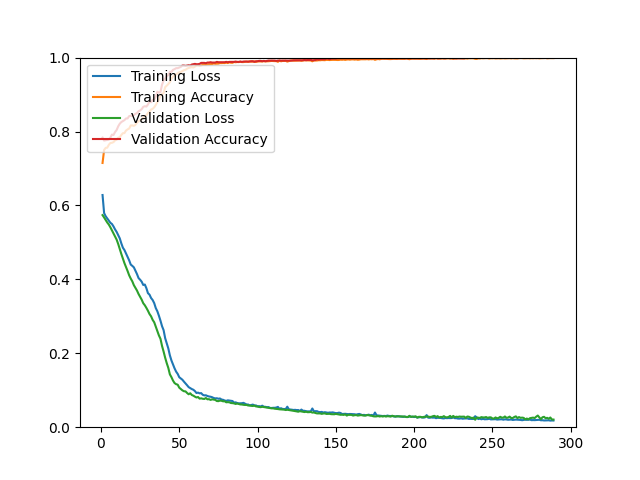 1.0
0.8
0.6
0.4
0.2
0.0
Training Loss
Training Accuracy
Validation Loss
Validation Accuracy
0 50 100 150 200 250 300